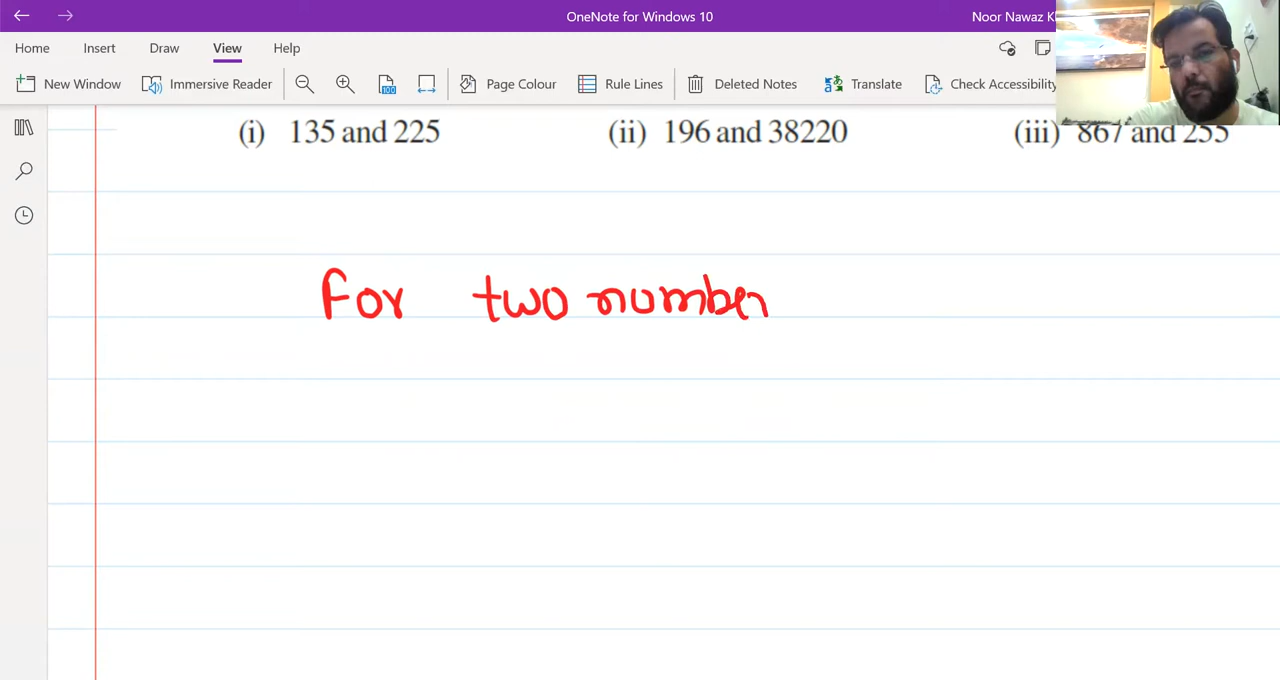 OneNote for Windows 10
Noor Nawaz K
Home Insert Draw View Help
New Window Immersive Reader Page Colour Rule Lines Deleted Notes Translate Check Accessibility
(i) 135 and 225 (ii) 196 and 38220 (iii) 867 and 255
For two number